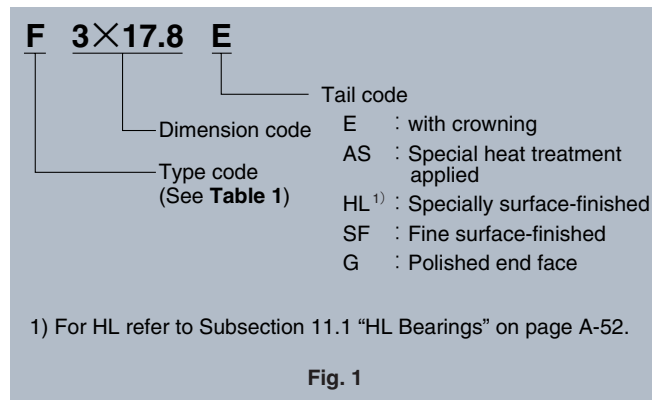 F 3×17.8 E
Tail code
E : with crowning
Dimension code
AS : Special heat treatment
applied
Type code
(See Table 1)
HL 1) : Specially surface-finished
SF : Fine surface-finished
G : Polished end face
1) For HL refer to Subsection 11.1 “HL Bearings” on page A-52.
Fig. 1